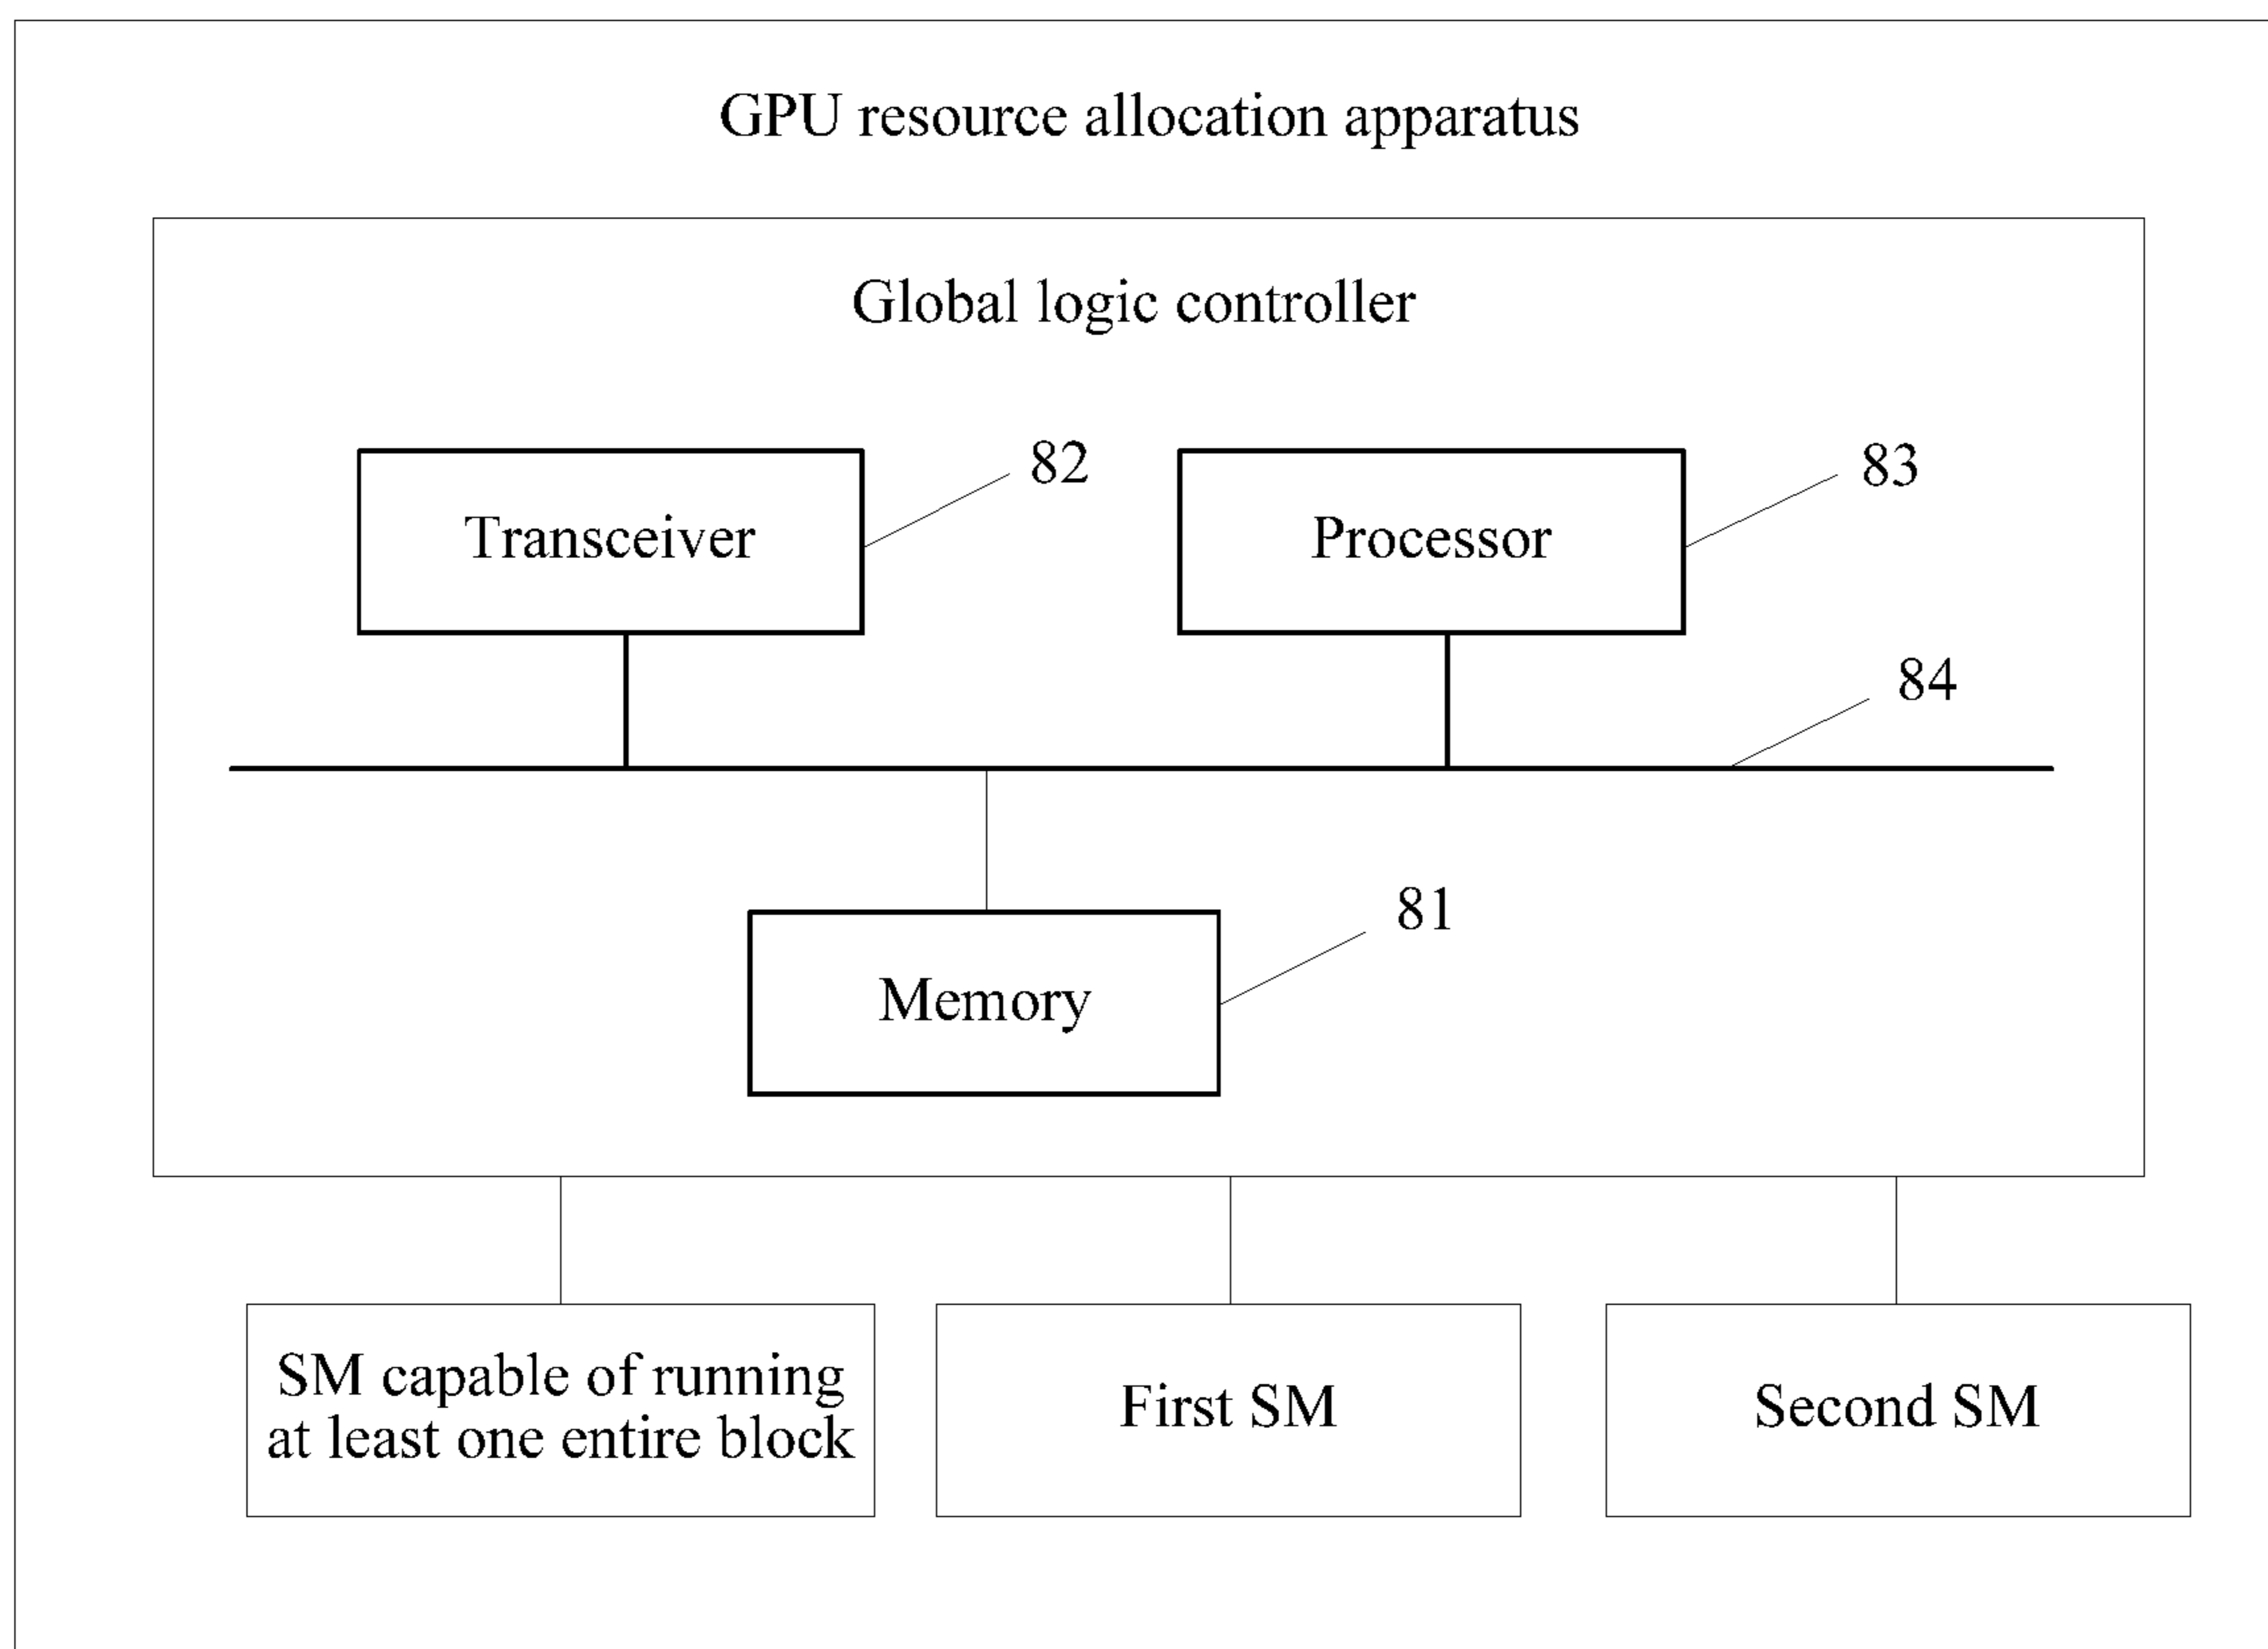 GPU resource allocation apparatus
Global logic controller
82
83
Transceiver
Processor
84
81
Memory
SM capable of running
at least one entire block
First SM
Second SM